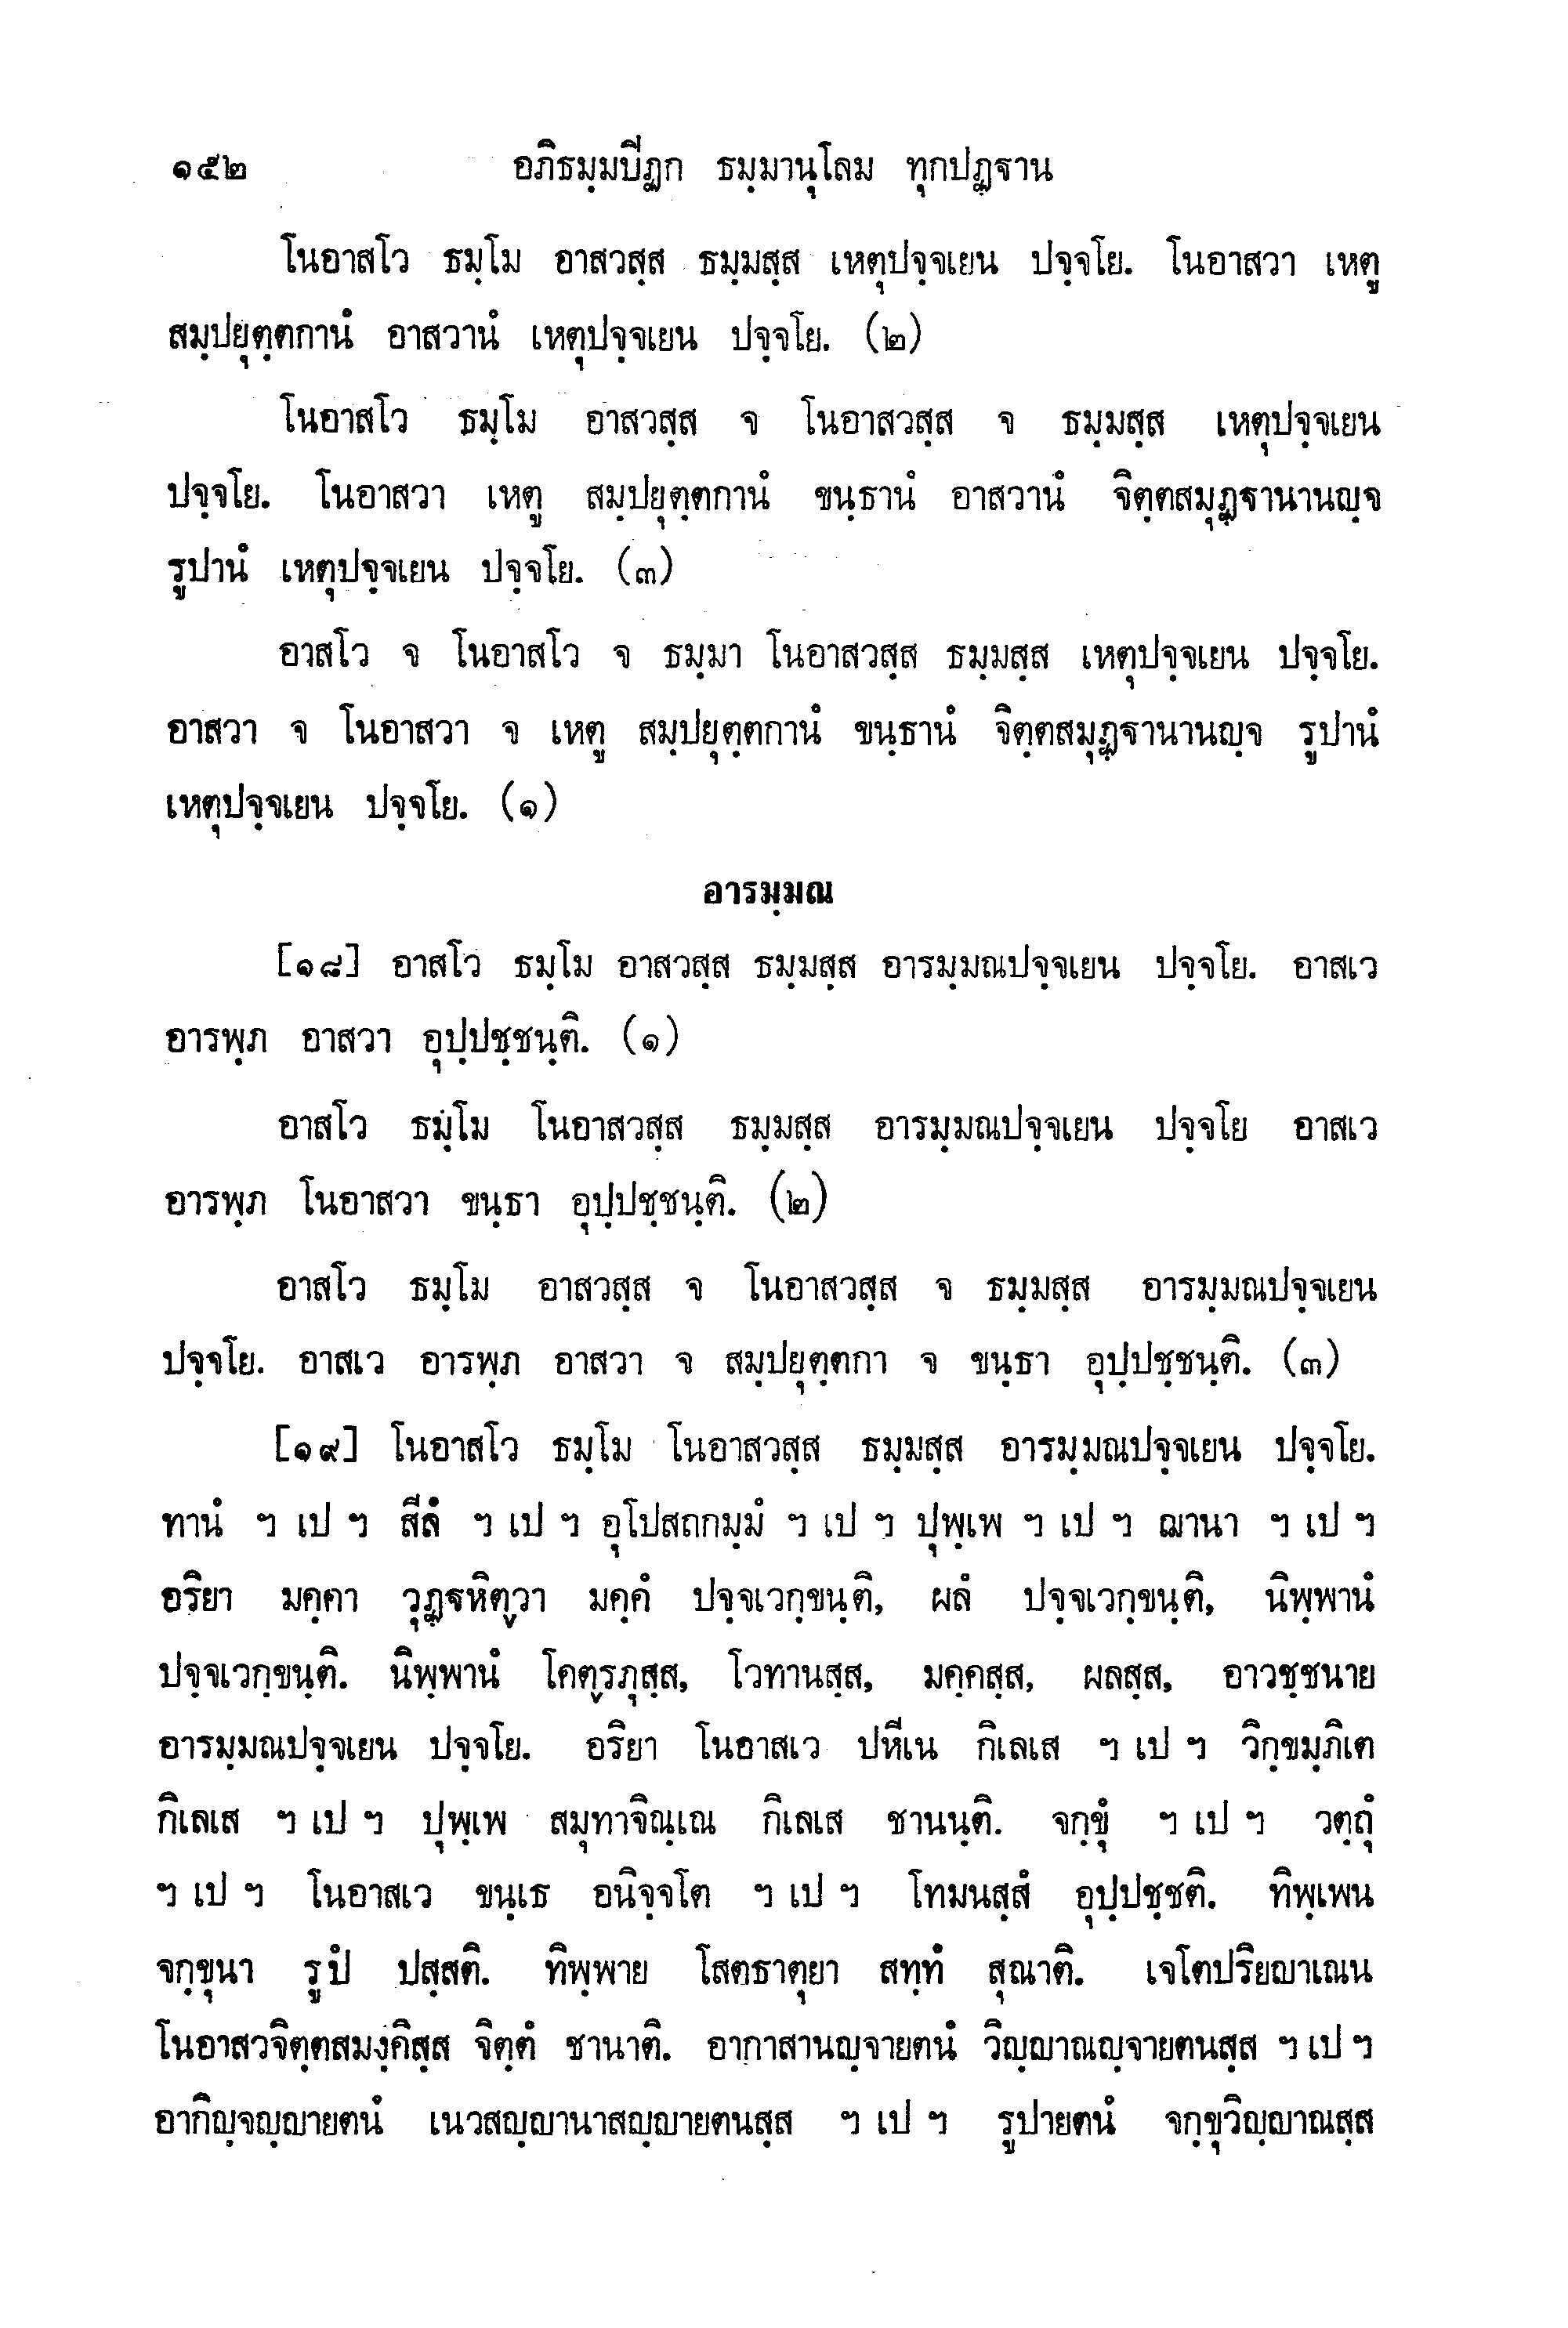 ๑๕๒ อภิธมฺมปิฏก ธมฺมานุโลม ทุกปฏฺฐาน
โนอาสโว ธมฺโม อาสวสฺส ธมฺมสฺส เหตุปจฺจเยน ปจฺจโย. โนอาสวา เหตู
สมฺปยุตฺตกานํ อาสวานํ เหตุปจฺจเยน ปจฺจโย. (๒)
โนอาสโว ธมฺโม อาสวสฺส จ โนอาสวสฺส จ ธมฺมสฺส เหตุปจฺจเยน
ปจฺจโย. โนอาสวา เหตู สมฺปยุตฺตกานํ ขนฺธานํ อาสวานํ จิตฺตสมุฏฺฐานานญฺจ
รูปานํ เหตุปจฺจเยน ปจฺจโย. (๓)
อาสโว จ โนอาสโว จ ธมฺมา โนอาสวสฺส ธมฺมสฺส เหตุปจฺจเยน ปจฺจโย.
อาสวา จ โนอาสวา จ เหตู สมฺปยุตฺตกานํ ขนฺธานํ จิตฺตสมุฏฺฐานานญฺจ รูปานํ
เหตุปจฺจเยน ปจฺจโย. (๑)
อารมฺมณ
[๑๘] อาสโว ธมฺโม อาสวสฺส ธมฺมสฺส อารมฺมณปจฺจเยน ปจฺจโย. อาสเว
อารพฺภ อาสวา อุปฺปชฺชนฺติ. (๑)
อาสโว ธมฺโม โนอาสวสฺส ธมฺมสฺส อารมฺมณปจฺจเยน ปจฺจโย อาสเว
อารพฺภ โนอาสวา ขนฺธา อุปฺปชฺชนฺติ. (๒)
อาสโว ธมฺโม อาสวสฺส จ โนอาสวสฺส จ ธมฺมสฺส อารมฺมณปจฺจเยน
ปจฺจโย. อาสเว อารพฺภ อาสวา จ สมฺปยุตฺตกา จ ขนฺธา อุปฺปชฺชนฺติ. (๓)
[๑๙] โนอาสโว ธมฺโม โนอาสวสฺส ธมฺมสฺส อารมฺมณปจฺจเยน ปจฺจโย.
ทานํ ฯ เป ฯ สีลํ ฯ เป ฯ อุโปสถกมฺมํ ฯ เป ฯ ปุพฺเพ ฯ เป ฯ ฌานา ฯ เป ฯ
อริยา มคฺคา วุฏฺฐหิตฺวา มคฺคํ ปจฺจเวกฺขนฺติ, ผลํ ปจฺจเวกฺขนฺติ, นิพฺพานํ
ปจฺจเวกฺขนฺติ. นิพฺพานํ โคตฺรภุสฺส, โวทานสฺส, มคฺคสฺส, ผลสฺส, อาวชฺชนาย
อารมฺมณปจฺจเยน ปจฺจโย. อริยา โนอาสเว ปหีเน กิเลเส ฯ เป ฯ วิกฺขมฺภิเต
กิเลเส ฯ เป ฯ ปุพฺเพ สมุทาจิณฺเณ กิเลเส ชานนฺติ. จกฺขุํ ฯ เป ฯ วตฺถุํ
ฯ เป ฯ โนอาสเว ขนฺเธ อนิจฺจโต ฯ เป ฯ โทมนสฺสํ อุปฺปชฺชติ. ทิพฺเพน
จกฺขุนา รูปํ ปสฺสติ. ทิพฺพาย โสตธาตุยา สทฺทํ สุณาติ. เจโตปริยญาเณน
โนอาสวจิตฺตสมงฺคิสฺส จิตฺตํ ชานาติ. อากาสานญฺจายตนํ วิญฺญาณญฺจายตนสฺส ฯ เป ฯ
อากิญฺจญฺญายตนํ เนวสญฺญานาสญฺญายตนสฺส ฯ เป ฯ รูปายตนํ จกฺขุวิญฺญาณสฺส